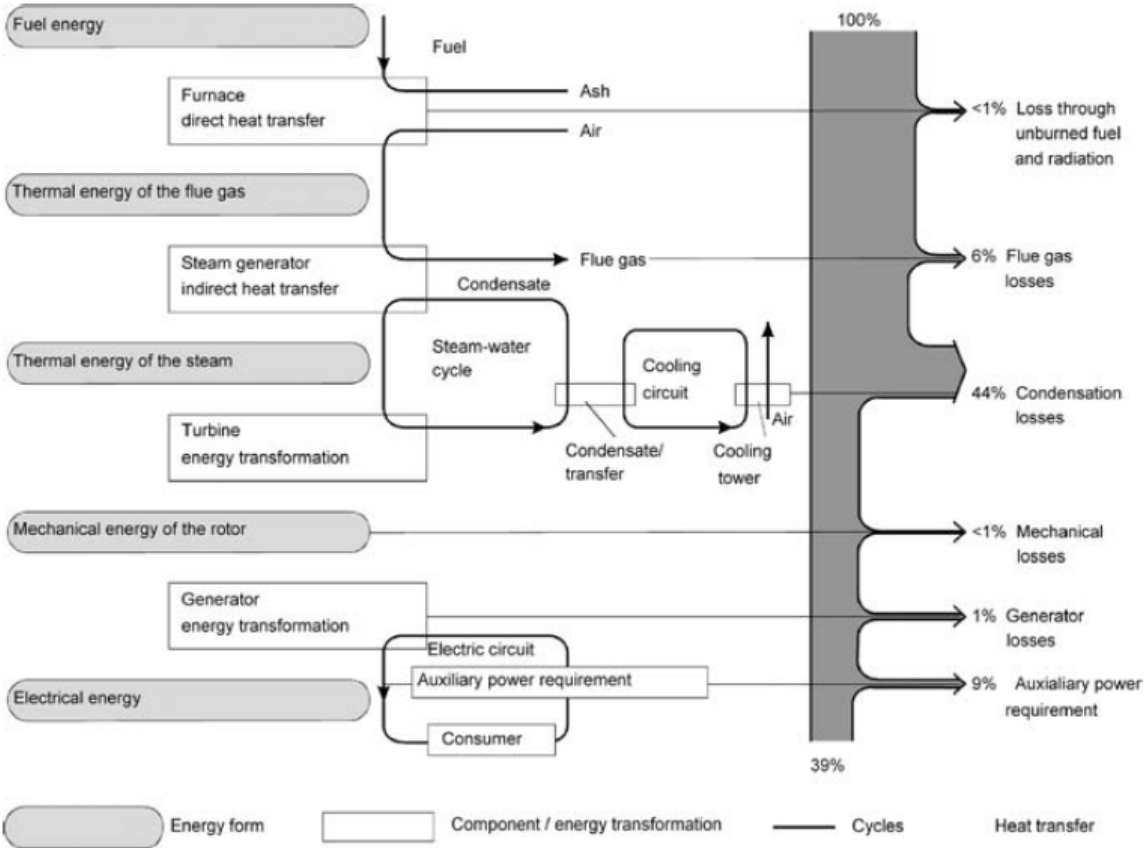 Fuel energy
Fuel
100%
Furnace
direct heat transfer
Ash
Air
<1% Loss through
unburned fuel
and radiation
Thermal energy of the flue gas
Steam generator
indirect heat transfer
Flue gas
6% Flue gas
losses
Condensate
Thermal energy of the steam
Steam-water
cycle
Cooling
circuit
44% Condensation
losses
Air
Turbine
energy transformation
Condensate/
transfer
Cooling
tower
Mechanical energy of the rotor
<1% Mechanical
losses
Generator
energy transformation
1% Generator
losses
Electric circuit
Auxiliary power requirement
9% Auxialiary power
requirement
Electrical energy
Consumer
39%
Energy form
Component / energy transformation
Cycles
Heat transfer